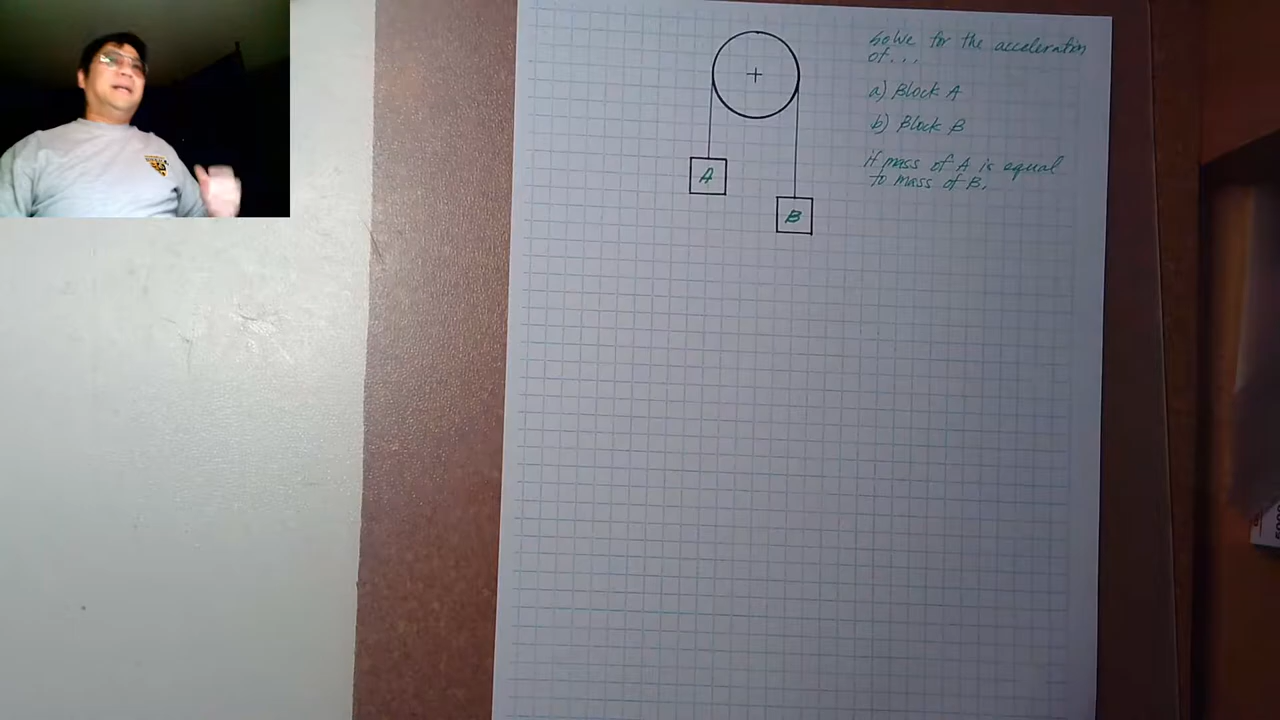 Solve for the acceleration
of...
a) Block A
b) Block B
if mass of A is equal
to mass of B.
A
B